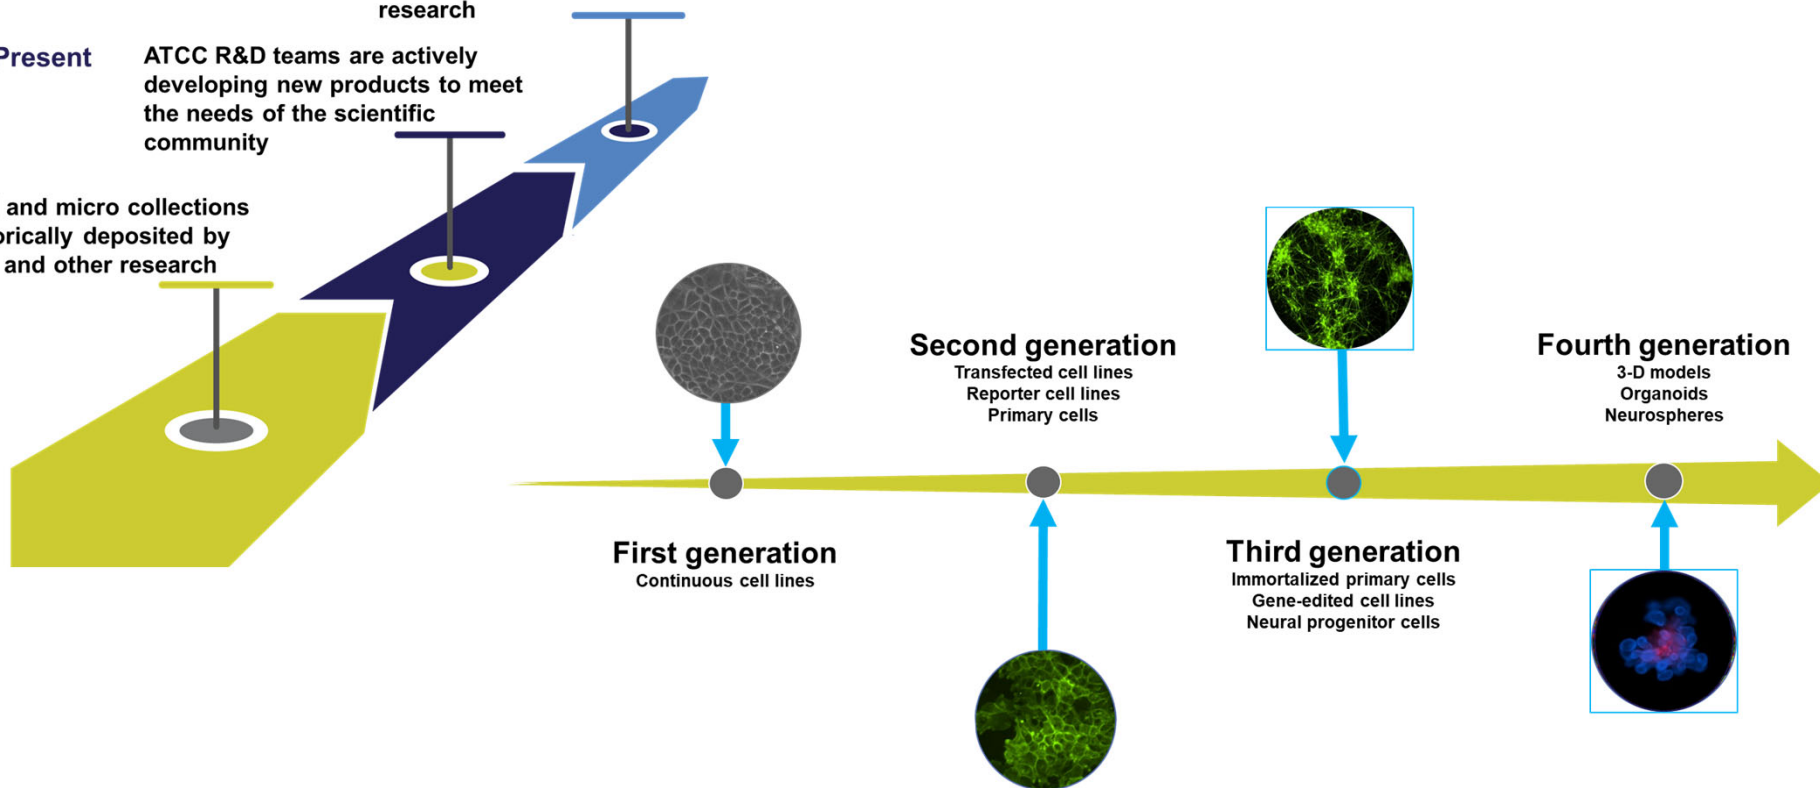 research
Present
ATCC R&D teams are actively
developing new products to meet
the needs of the scientific
community
and micro collections
orically deposited by
and other research
Second generation
Transfected cell lines
Reporter cell lines
Primary cells
Fourth generation
3-D models
Organoids
Neurospheres
First generation
Continuous cell lines
Third generation
Immortalized primary cells
Gene-edited cell lines
Neural progenitor cells